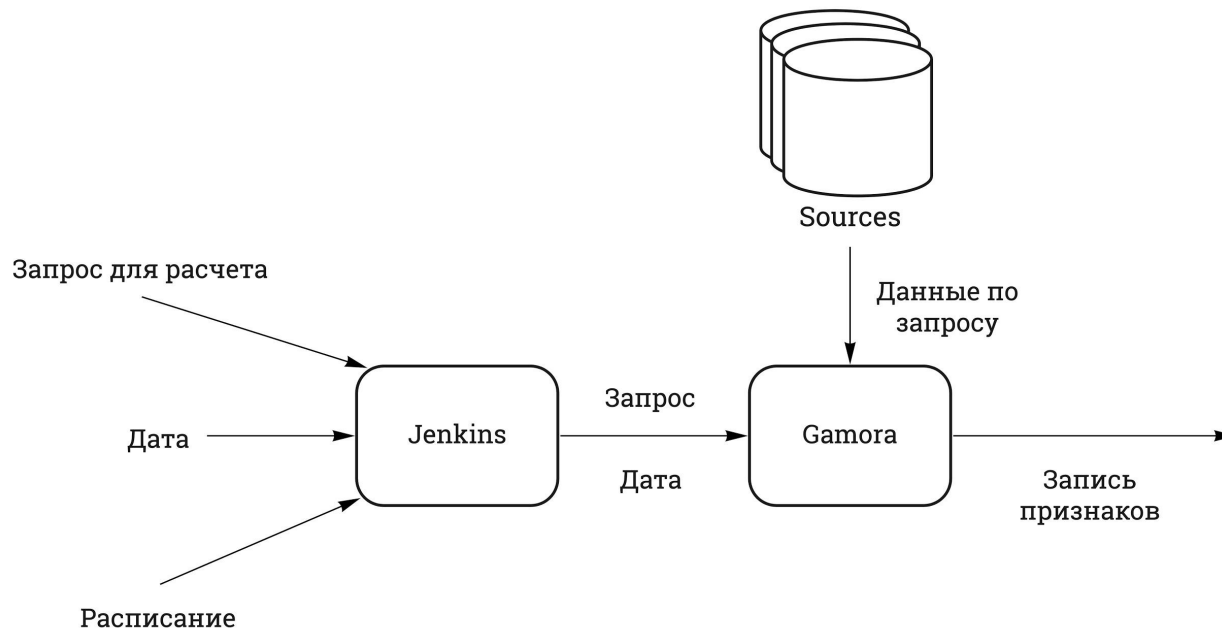 Sources
Данные по
запросу
Запрос для расчета
Дата
Расписание
Jenkins
Запрос
Дата
Gamora
Запись
признаков